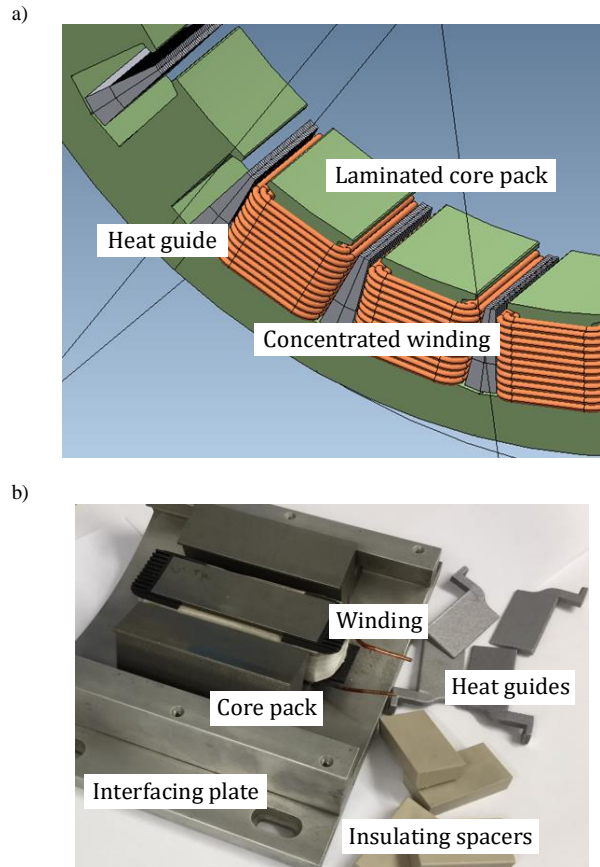 a)
Laminated core pack
Heat guide
Concentrated winding
b)
Winding
Heat guides
Core pack
Interfacing plate
Insulating spacers